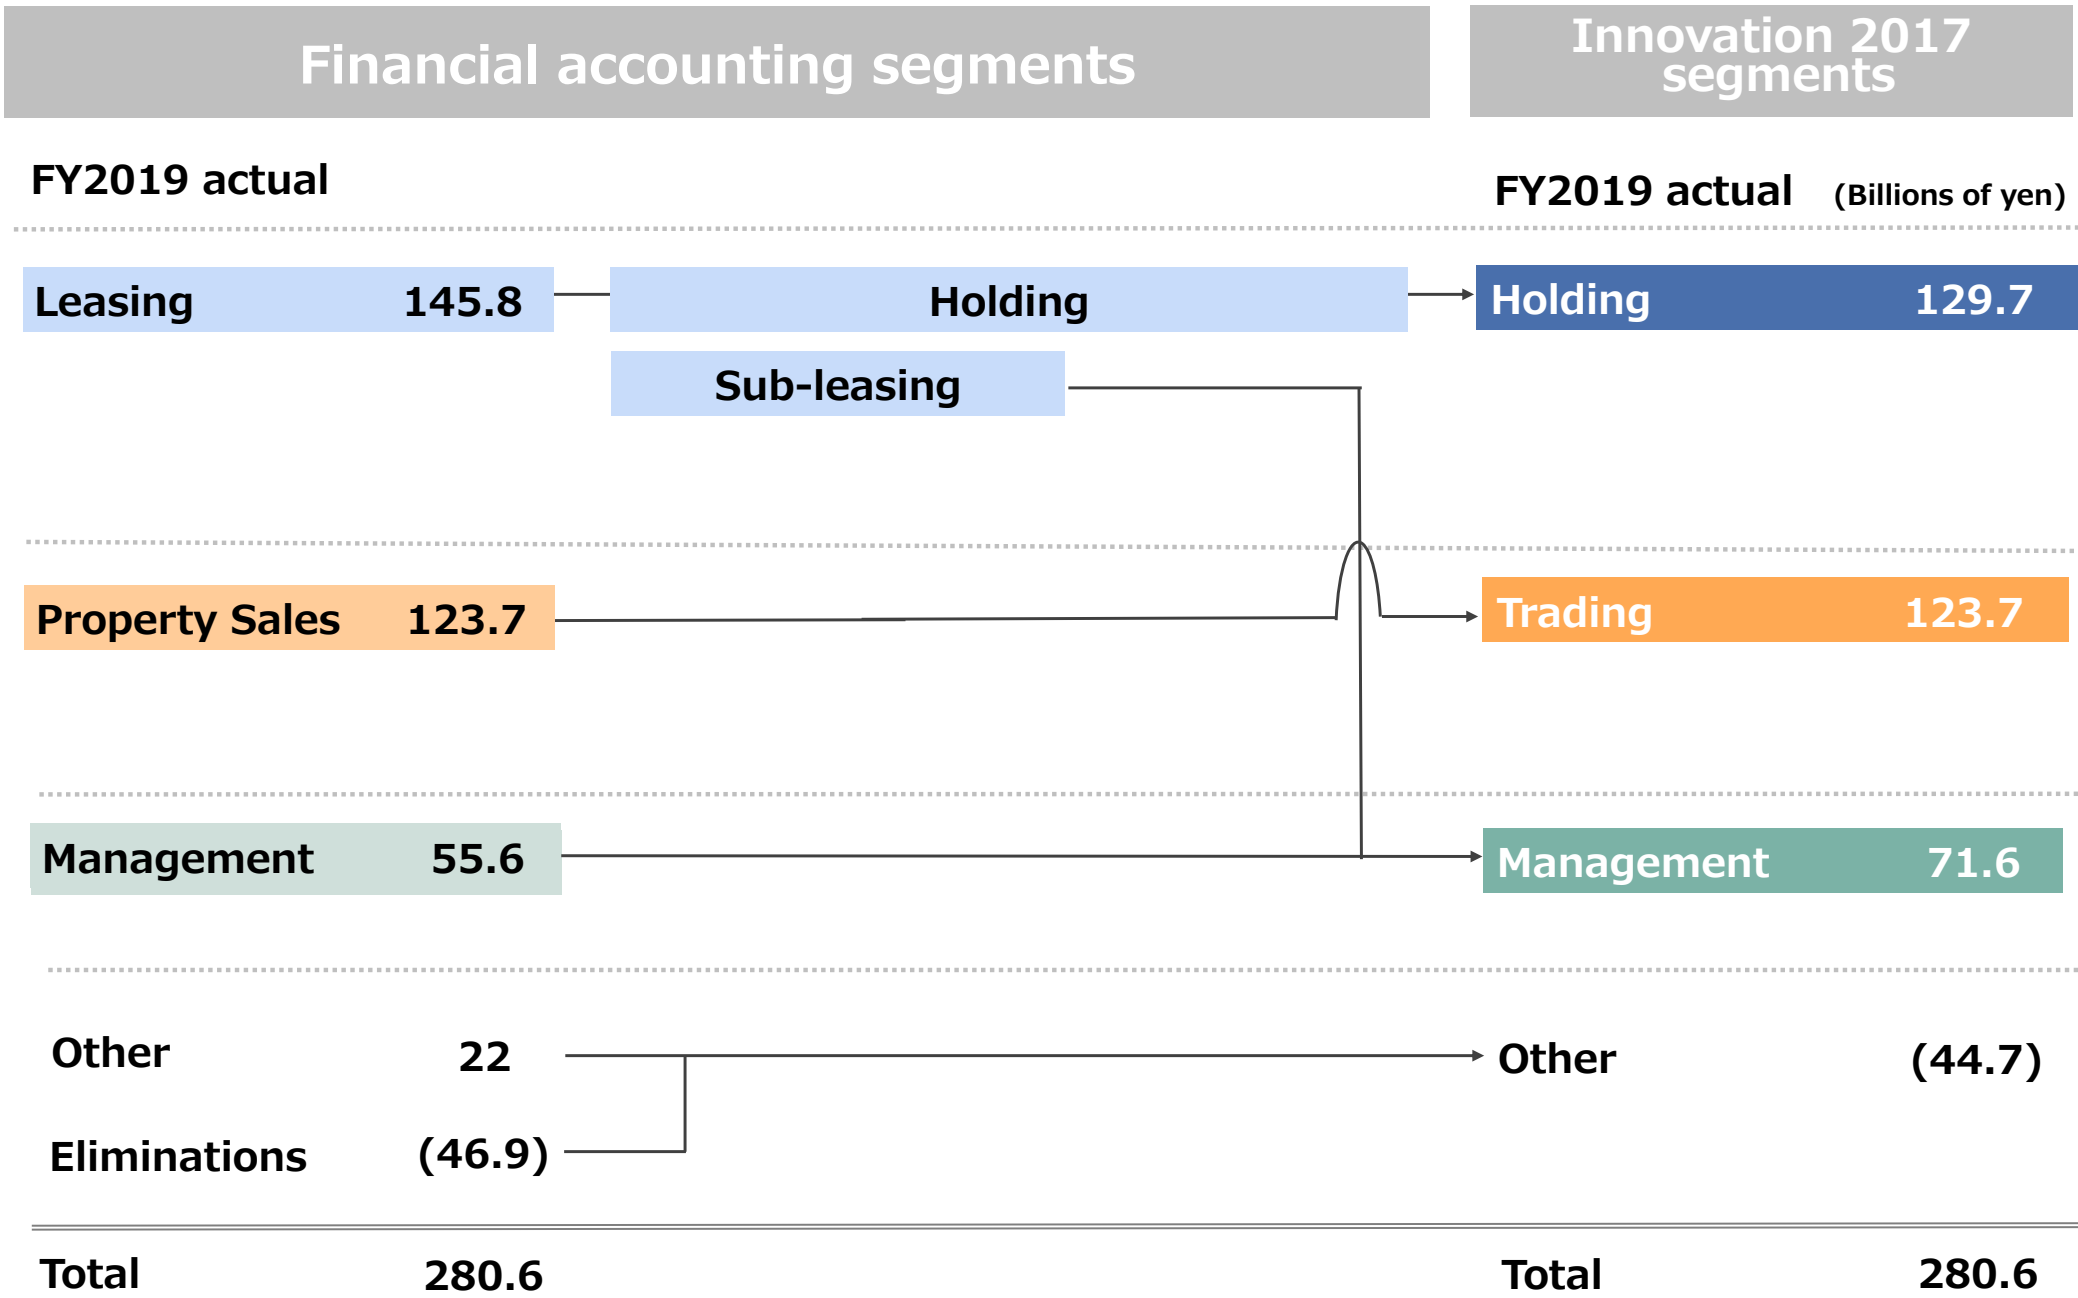 Financial accounting segments
Innovation 2017
segments
FY2019 actual
FY2019 actual (Billions of yen)
Leasing 145.8
Holding
Holding 129.7
Sub-leasing
Property Sales 123.7
Trading 123.7
Management 55.6
Management 71.6
Other 22
Other (44.7)
Eliminations (46.9)
Total 280.6
Total 280.6